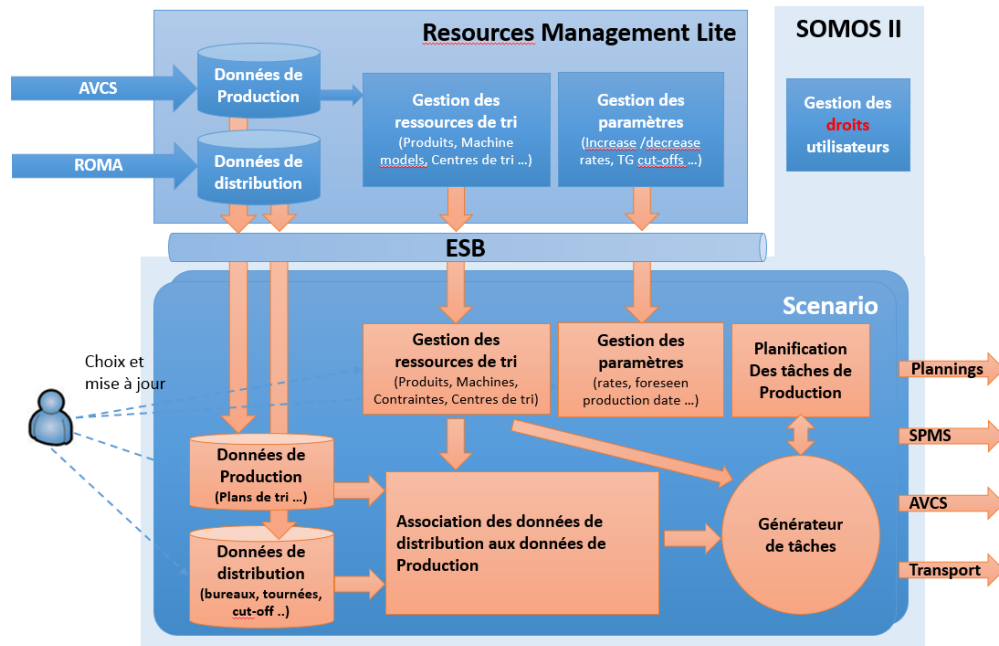 Resources Management Lite
SOMOS II
AVCS
ROMA
Données de
Production
Données de
distribution
Gestion des
ressources de tri
(Produits, Machine
models, Centres de tri ...)
Gestion des
paramètres
(Increase /decrease
rates, TG cut-offs ...)
Gestion des
droits
utilisateurs
ESB
Scenario
Choix et
mise à jour
Gestion des
ressources de tri
(Produits, Machines,
Contraintes, Centres de tri)
Gestion des
paramètres
(rates, foreseen
production date ...)
Planification
Des tâches de
Production
Données de
Production
(Plans de tri ...)
Données de
distribution
(bureaux, tournées,
cut-off ..)
Association des données de
distribution aux données de
Production
Générateur
de tâches
Plannings
SPMS
AVCS
Transport